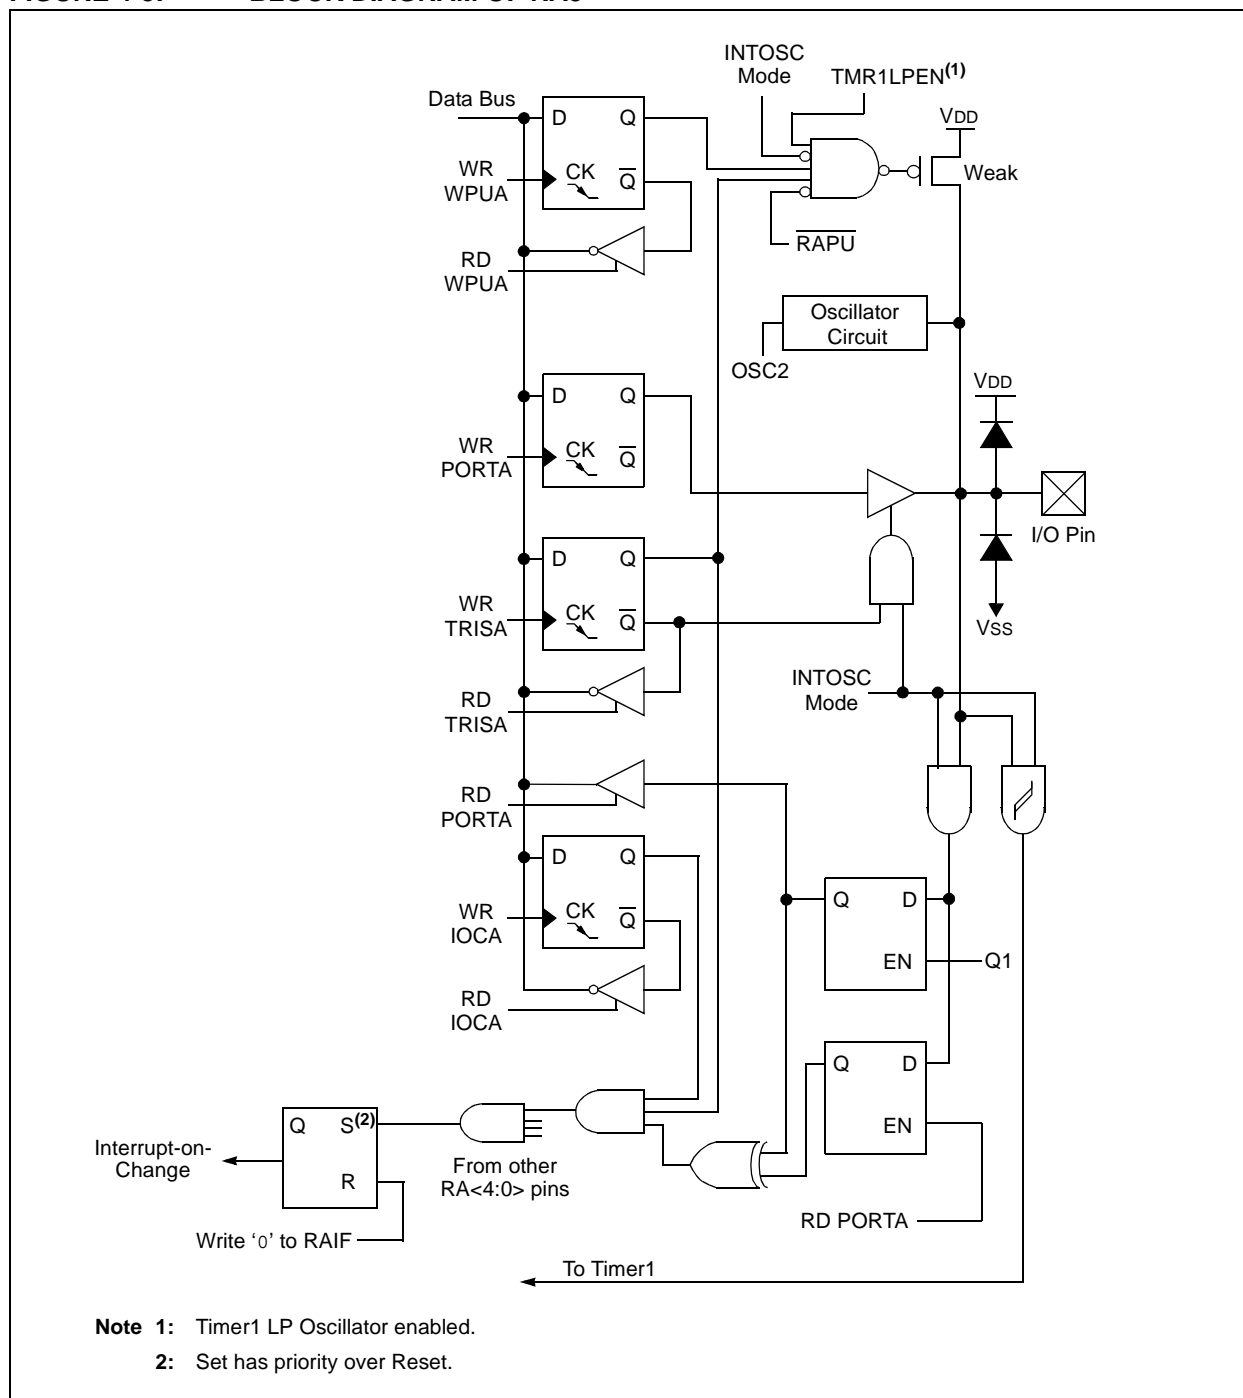 INTOSC
Mode
TMR1LPEN(1)
Data Bus
D
Q
VDD
WR
WPUA
CK
Q
Weak
RAPU
RD
WPUA
Oscillator
Circuit
OSC2
VDD
D
Q
WR
PORTA
CK
Q
I/O Pin
D
Q
WR
TRISA
CK
Q
VSS
INTOSC
Mode
RD
TRISA
RD
PORTA
D
Q
Q
D
WR
IOCA
CK
Q
EN
Q1
RD
IOCA
Q
D
EN
Q
S(2)
R
Interrupt-on-
Change
From other
RA<4:0> pins
RD PORTA
Write ‘0’ to RAIF
To Timer1
Note 1: Timer1 LP Oscillator enabled.
2: Set has priority over Reset.